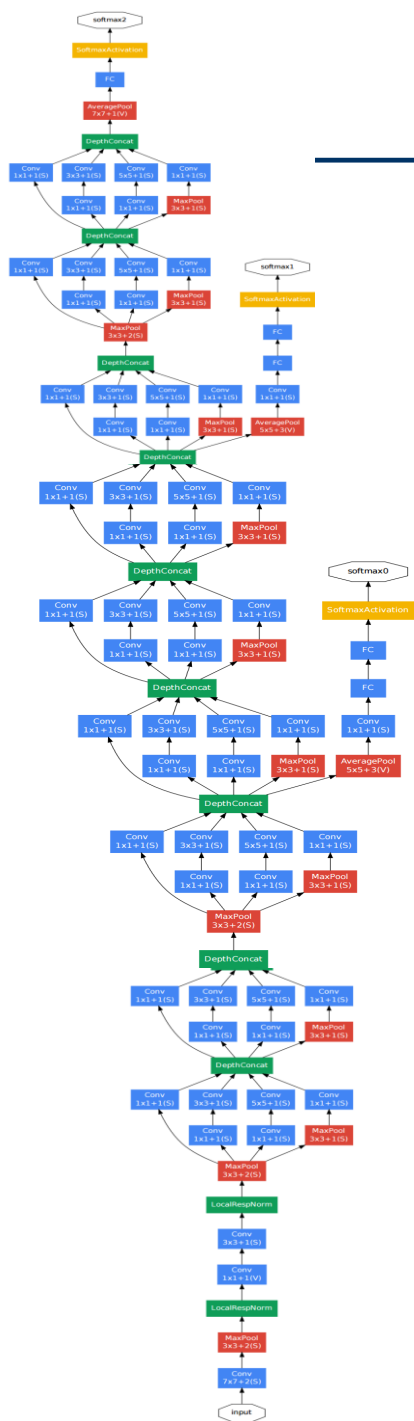 softmax2
SoftmaxActivation
FC
AveragePool
7x7+1(V)
DepthConcat
Conv Conv Conv Conv
1x1+1(S) 3x3+1(S) 5x5+1(S) 1x1+1(S)
Conv Conv MaxPool
1x1+1(S) 1x1+1(S) 3x3+1(S)
DepthConcat
Conv Conv Conv Conv
1x1+1(S) 3x3+1(S) 5x5+1(S) 1x1+1(S)
softmax1
Conv Conv MaxPool
1x1+1(S) 1x1+1(S) 3x3+1(S)
SoftmaxActivation
MaxPool
3x3+2(S)
FC
DepthConcat
FC
Conv Conv Conv Conv Conv
1x1+1(S) 3x3+1(S) 5x5+1(S) 1x1+1(S) 1x1+1(S)
Conv Conv MaxPool AveragePool
1x1+1(S) 1x1+1(S) 3x3+1(S) 5x5+3(V)
DepthConcat
Conv Conv Conv Conv
1x1+1(S) 3x3+1(S) 5x5+1(S) 1x1+1(S)
Conv Conv MaxPool
1x1+1(S) 1x1+1(S) 3x3+1(S)
DepthConcat
softmax0
Conv Conv Conv Conv
1x1+1(S) 3x3+1(S) 5x5+1(S) 1x1+1(S)
SoftmaxActivation
Conv Conv MaxPool
1x1+1(S) 1x1+1(S) 3x3+1(S)
FC
DepthConcat
FC
Conv Conv Conv Conv Conv
1x1+1(S) 3x3+1(S) 5x5+1(S) 1x1+1(S) 1x1+1(S)
Conv Conv MaxPool AveragePool
1x1+1(S) 1x1+1(S) 3x3+1(S) 5x5+3(V)
DepthConcat
Conv Conv Conv Conv
1x1+1(S) 3x3+1(S) 5x5+1(S) 1x1+1(S)
Conv Conv MaxPool
1x1+1(S) 1x1+1(S) 3x3+1(S)
MaxPool
3x3+2(S)
DepthConcat
Conv Conv Conv Conv
1x1+1(S) 3x3+1(S) 5x5+1(S) 1x1+1(S)
Conv Conv MaxPool
1x1+1(S) 1x1+1(S) 3x3+1(S)
DepthConcat
Conv Conv Conv Conv
1x1+1(S) 3x3+1(S) 5x5+1(S) 1x1+1(S)
Conv Conv MaxPool
1x1+1(S) 1x1+1(S) 3x3+1(S)
MaxPool
3x3+2(S)
LocalRespNorm
Conv
3x3+1(S)
Conv
1x1+1(V)
LocalRespNorm
MaxPool
3x3+2(S)
Conv
7x7+2(S)
input